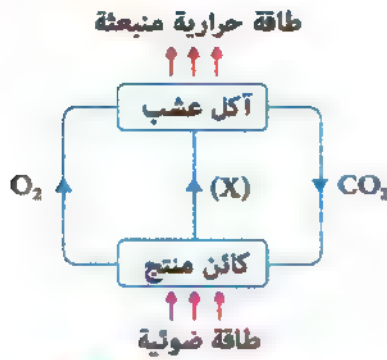 طاقة حرارية منبعثة
آكل عشب
O₂
(X)
CO₂
كائن منتج
طاقة ضوئية